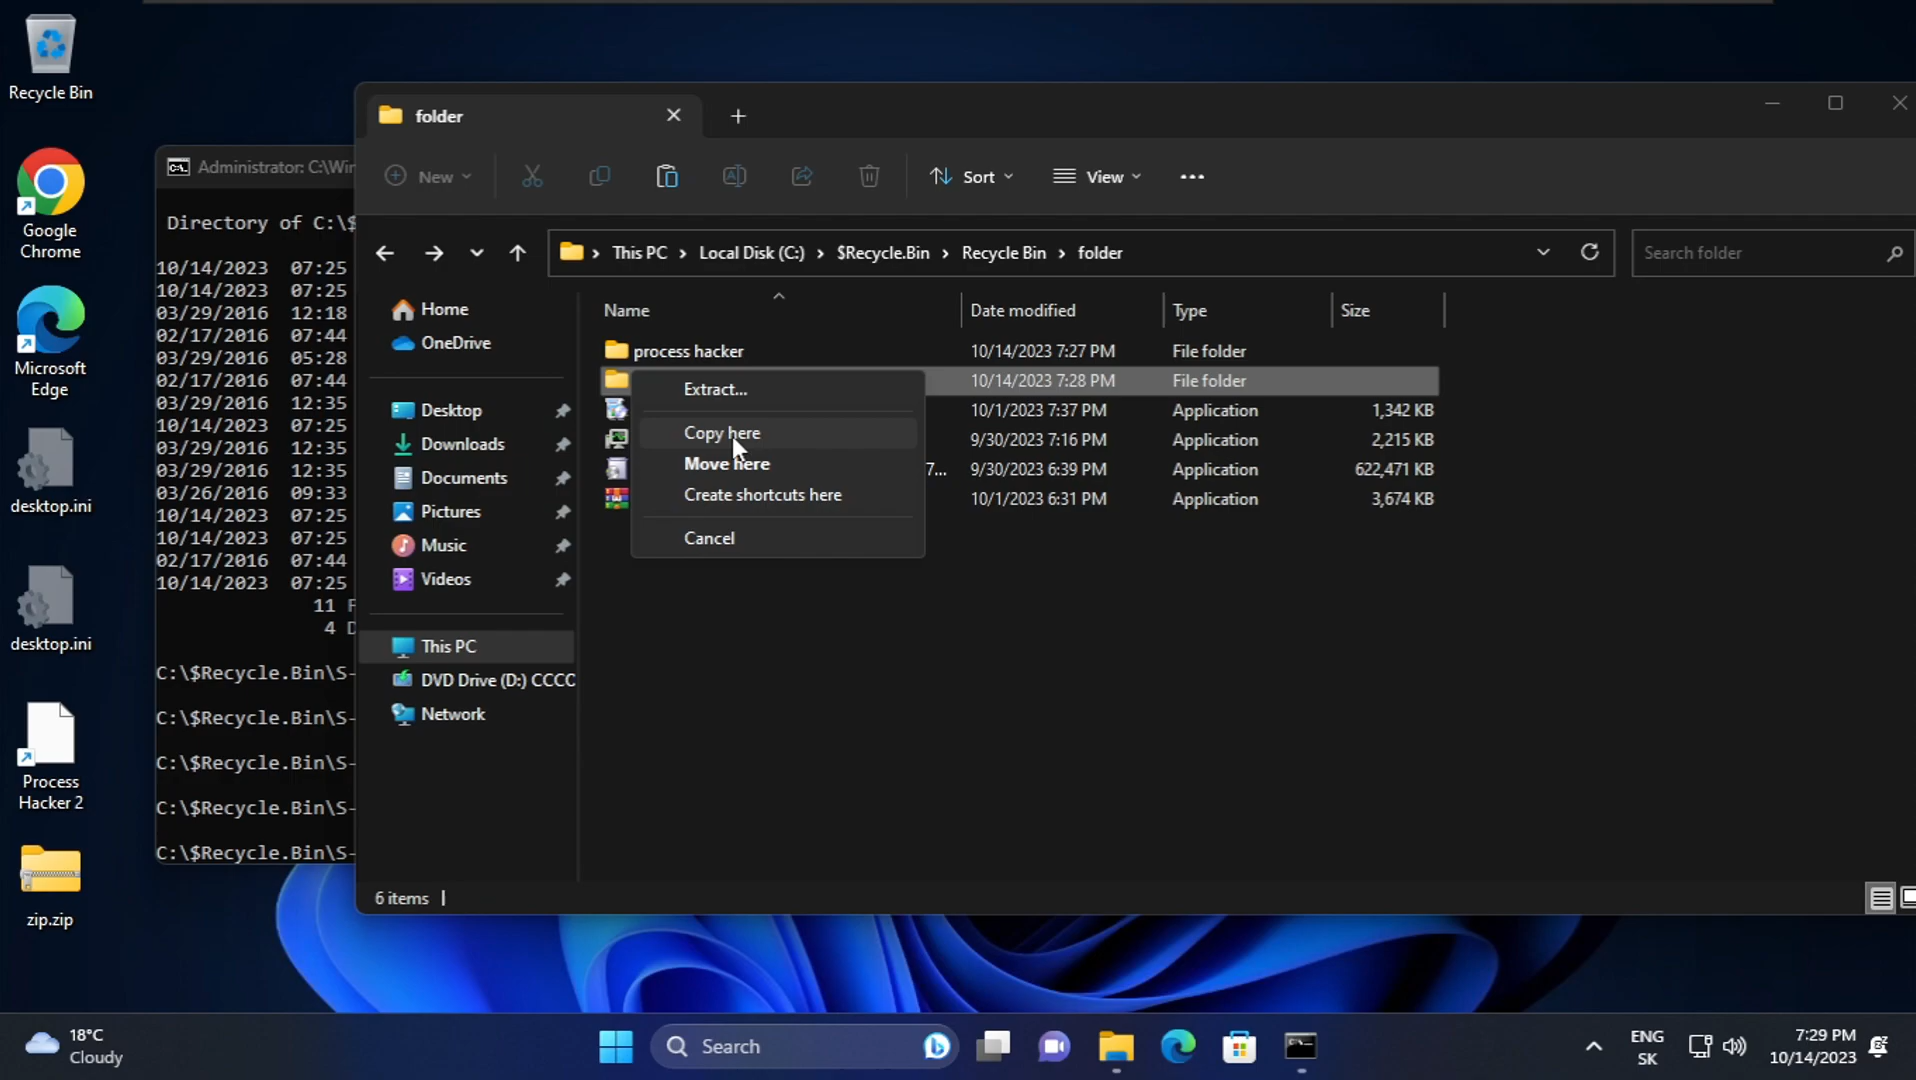 Recycle Bin
Google
Chrome
Microsoft
Edge
desktop.ini
desktop.ini
Process
Hacker 2
zip.zip
Administrator: C:\Win
Directory of C:\$
10/14/2023 07:25
10/14/2023 07:25
03/29/2016 12:18
02/17/2016 07:44
03/29/2016 05:28
02/17/2016 07:44
03/29/2016 12:35
10/14/2023 12:35
03/29/2016 12:35
03/29/2016 12:35
03/26/2016 09:33
10/14/2023 07:25
10/14/2023 07:25
02/17/2016 07:44
10/14/2023 07:25
11 F
4 D
C:\$Recycle.Bin\S-
C:\$Recycle.Bin\S-
C:\$Recycle.Bin\S-
C:\$Recycle.Bin\S-
C:\$Recycle.Bin\S-
folder
New
Sort
View
This PC > Local Disk (C:) > $Recycle.Bin > Recycle Bin > folder
Search folder
Home
OneDrive
Desktop
Downloads
Documents
Pictures
Music
Videos
This PC
DVD Drive (D:) CCCO
Network
Name Date modified Type Size
process hacker 10/14/2023 7:27 PM File folder
10/14/2023 7:28 PM File folder
10/1/2023 7:37 PM Application 1,342 KB
9/30/2023 7:16 PM Application 2,215 KB
7... 9/30/2023 6:39 PM Application 622,471 KB
10/1/2023 6:31 PM Application 3,674 KB
Extract...
Copy here
Move here
Create shortcuts here
Cancel
6 items
18°C
Cloudy
Search
ENG
SK
7:29 PM
10/14/2023